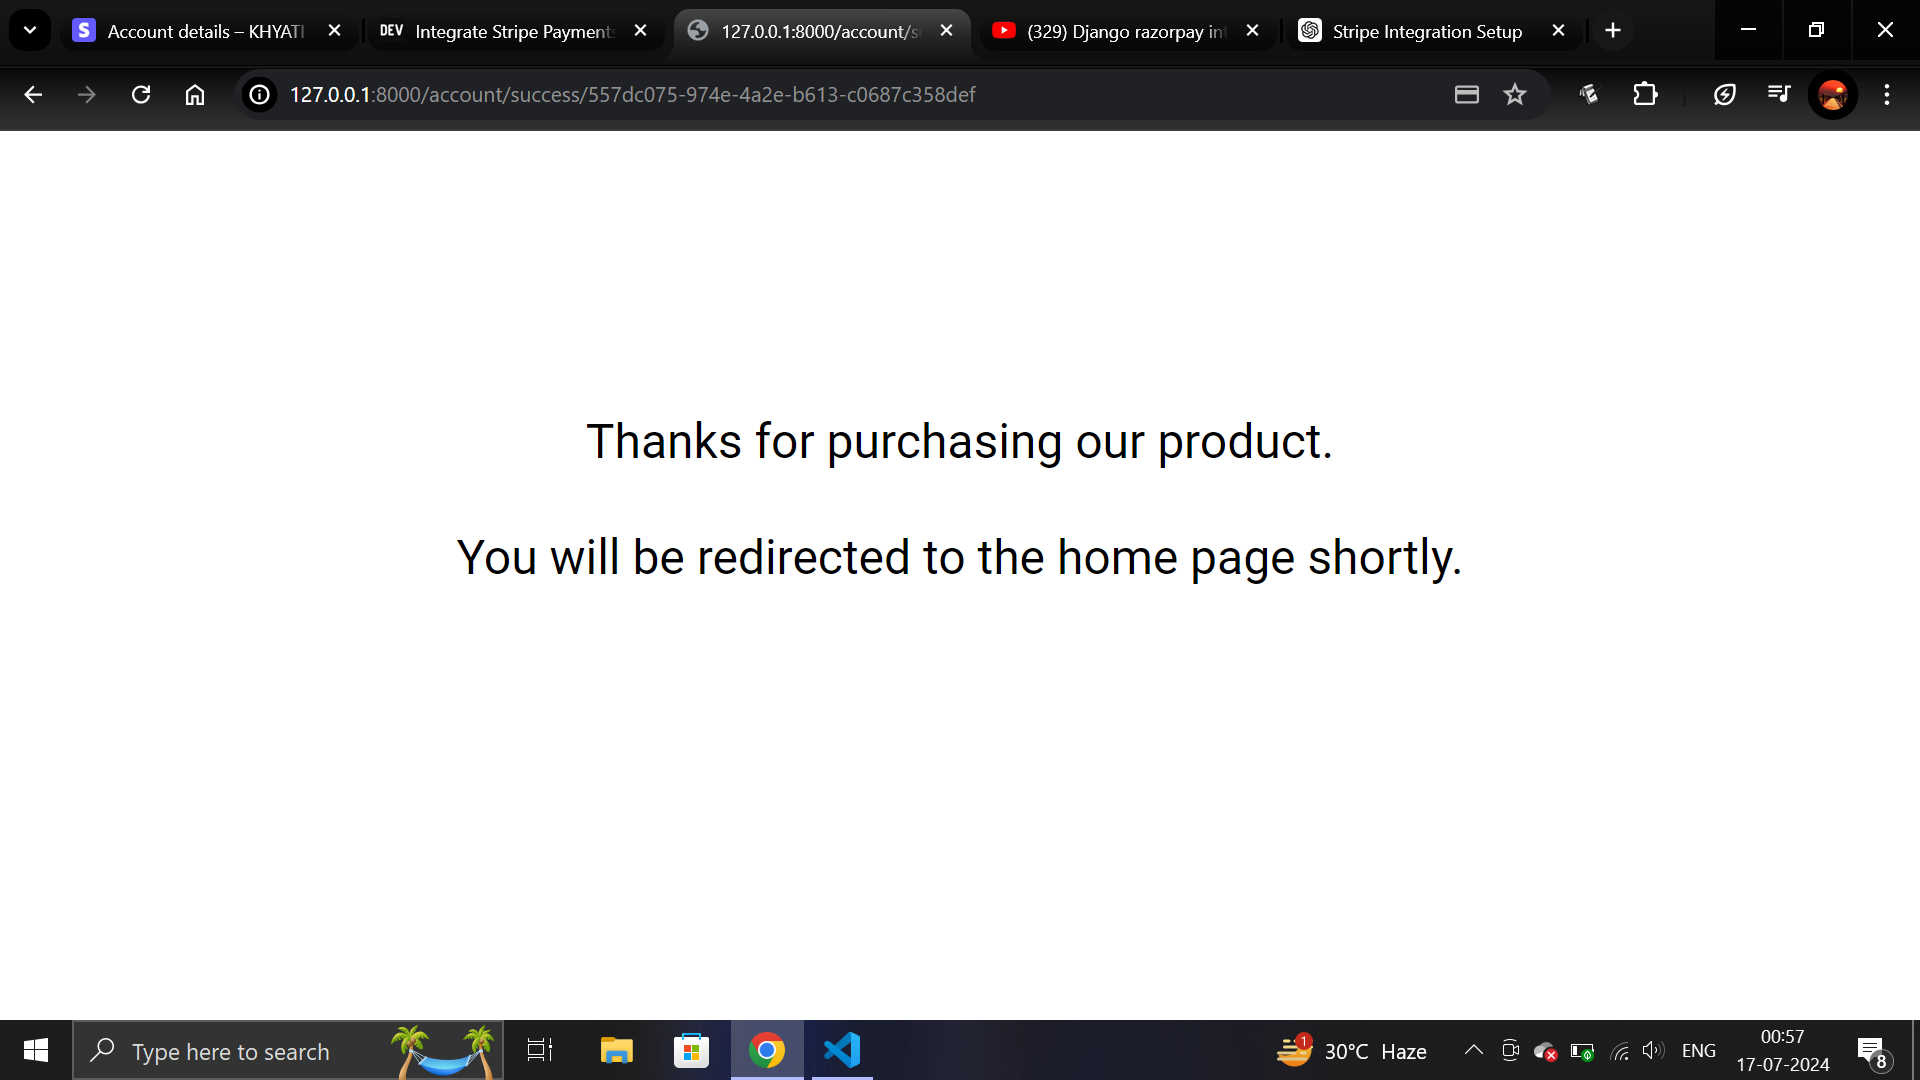 Account details – KHYATI
DEV Integrate Stripe Payments
127.0.0.1:8000/account/s
(329) Django razorpay int
Stripe Integration Setup
127.0.0.1:8000/account/success/557dc075-974e-4a2e-b613-c0687c358def
Thanks for purchasing our product.
You will be redirected to the home page shortly.
Type here to search
1
30°C Haze
ENG
00:57
17-07-2024
8